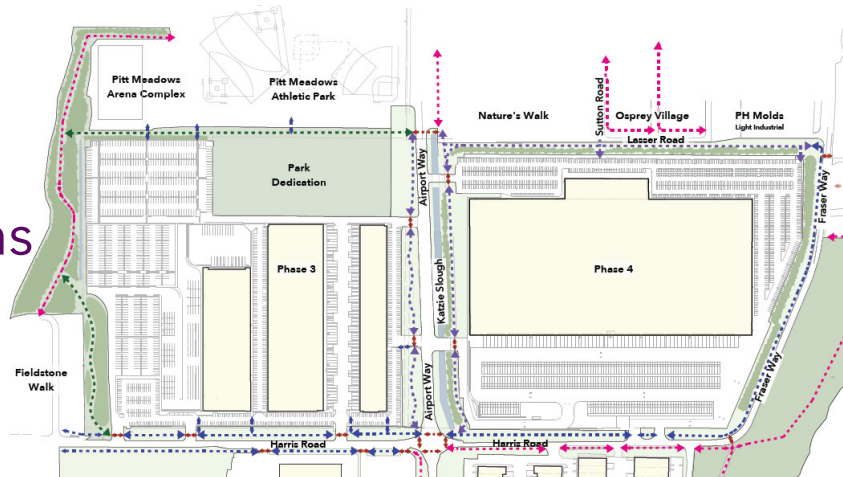 Pitt Meadows
Arena Complex
Pitt Meadows
Athletic Park
Nature's Walk
Sutton Road
Osprey Village
PH Molds
Light Industrial
Lasser Road
Park
Dedication
Airport Way
Fraser Way
ns
Phase 3
Katzie Slough
Phase 4
Fieldstone
Walk
Airport Way
Fraser Way
Harris Road
Harris Road